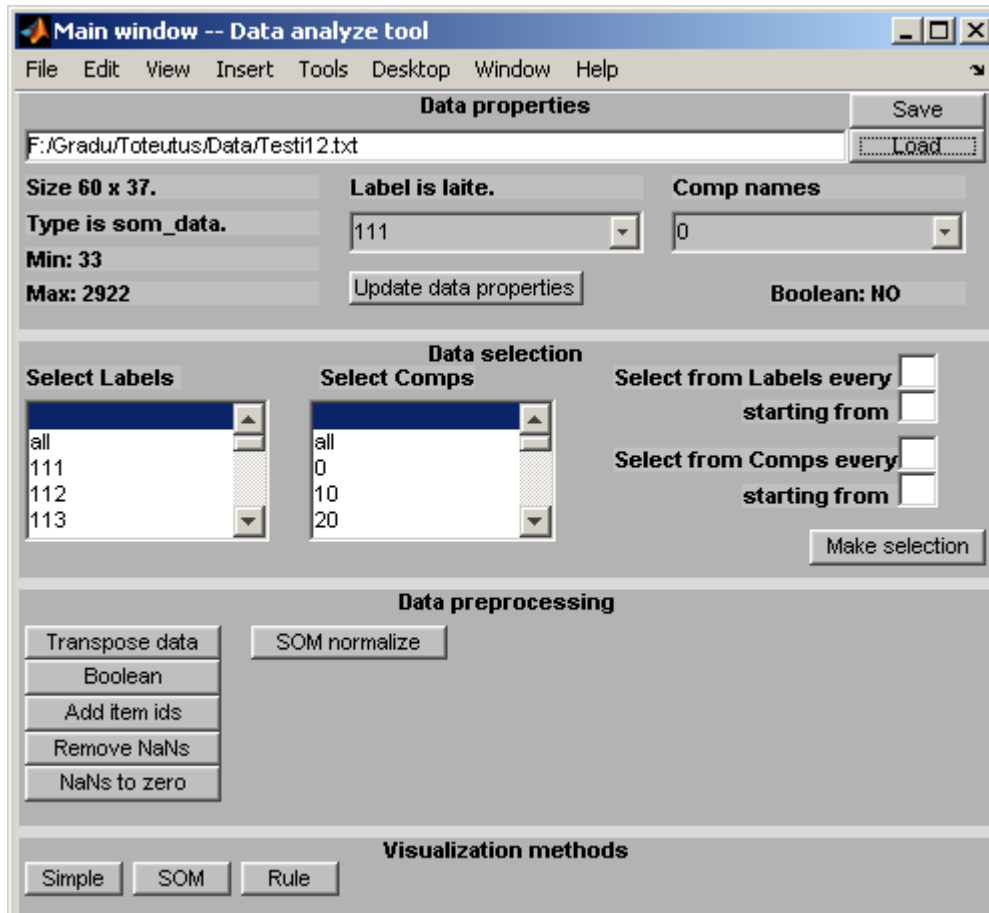 Main window -- Data analyze tool
File Edit View Insert Tools Desktop Window Help
Data properties
Save
F:/Gradu/Toteutus/Data/Testi12.txt
Load
Size 60 x 37.
Label is laite.
Comp names
Type is som_data.
111
0
Min: 33
Max: 2922
Update data properties
Boolean: NO
Data selection
Select Labels
Select Comps
Select from Labels every
starting from
all
111
112
113
all
0
10
20
Select from Comps every
starting from
Make selection
Data preprocessing
Transpose data
SOM normalize
Boolean
Add item ids
Remove NaNs
NaNs to zero
Visualization methods
Simple
SOM
Rule